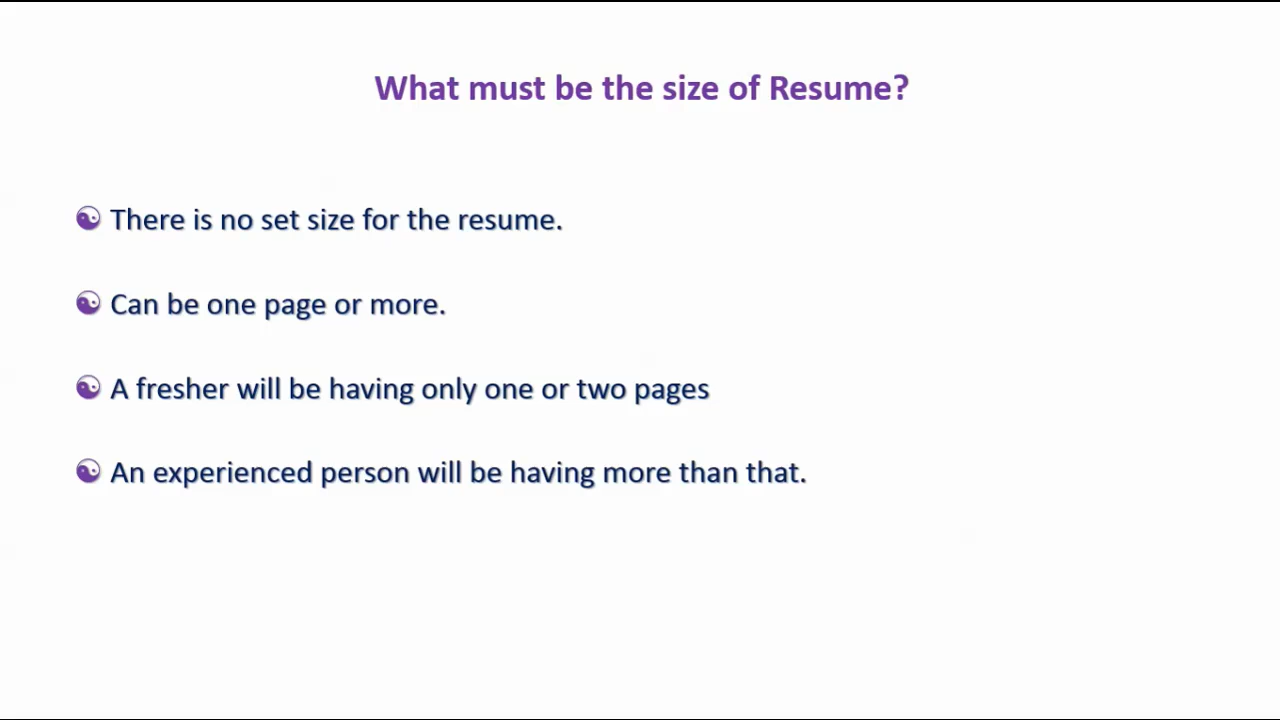 What must be the size of Resume?
There is no set size for the resume.
Can be one page or more.
A fresher will be having only one or two pages
An experienced person will be having more than that.